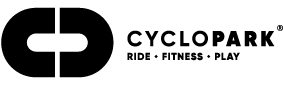 CYCLOPARK®
RIDE • FITNESS • PLAY